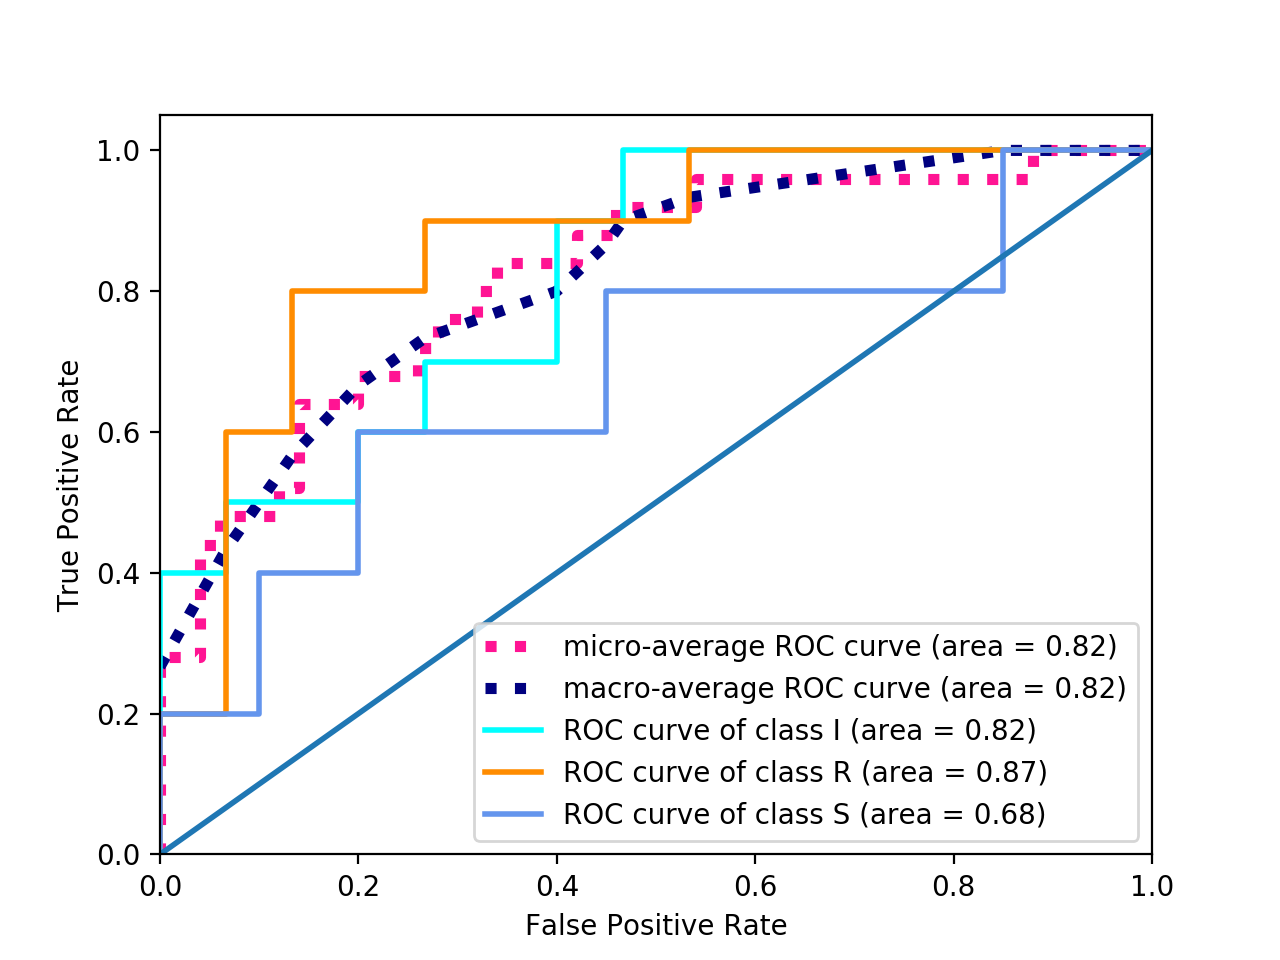 1.0
0.8
0.6
0.4
0.2
0.0
True Positive Rate
micro-average ROC curve (area = 0.82)
macro-average ROC curve (area = 0.82)
ROC curve of class I (area = 0.82)
ROC curve of class R (area = 0.87)
ROC curve of class S (area = 0.68)
0.0 0.2 0.4 0.6 0.8 1.0
False Positive Rate